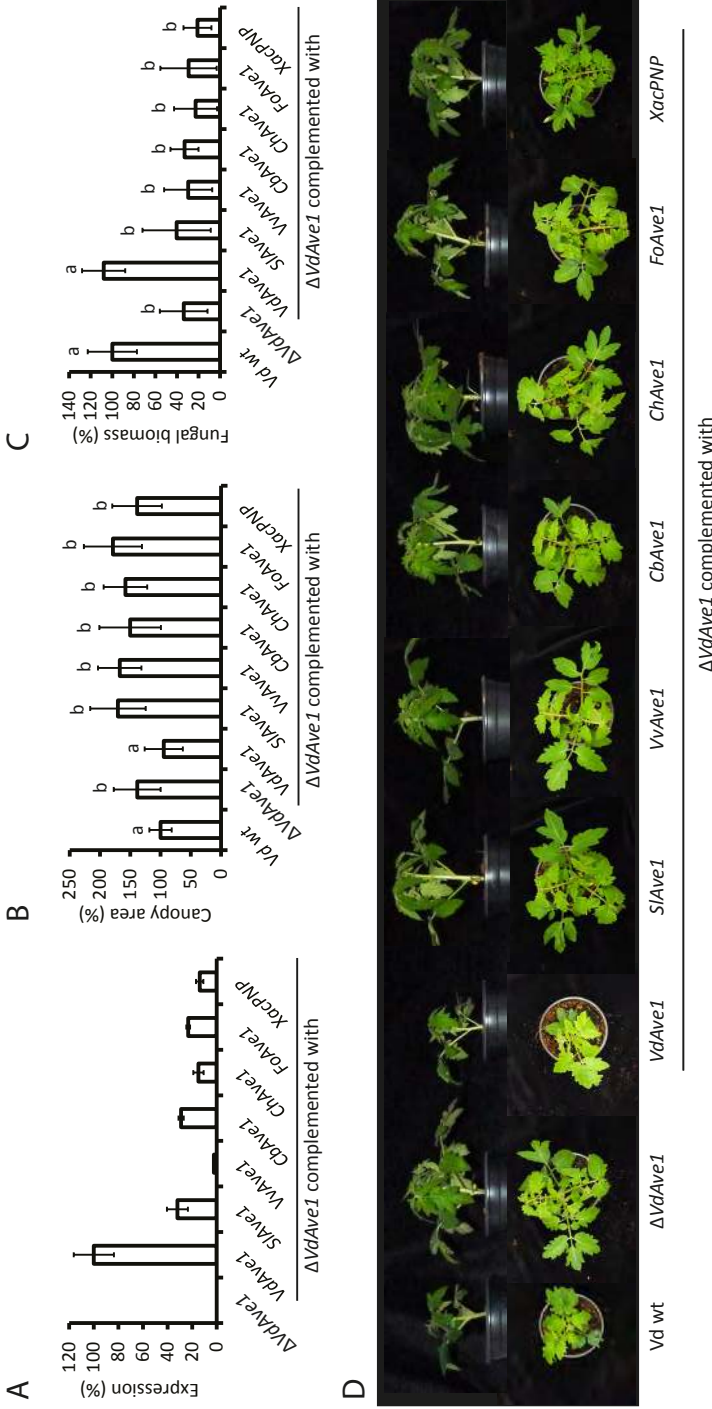 A
Expression (%)
120
100
80
60
40
20
0
ΔVdAve1
VdAve1
SlAve1
VvAve1
CbAve1
ChAve1
FoAve1
XacPNP
ΔVdAve1 complemented with
B
Canopy area (%)
250
200
150
100
50
0
a
b
a
b
b
b
b
b
b
Vd wt
ΔVdAve1
VdAve1
SlAve1
VvAve1
CbAve1
ChAve1
FoAve1
XacPNP
ΔVdAve1 complemented with
C
Fungal biomass (%)
140
120
100
80
60
40
20
0
a
b
a
b
b
b
b
b
b
Vd wt
ΔVdAve1
VdAve1
SlAve1
VvAve1
CbAve1
ChAve1
FoAve1
XacPNP
ΔVdAve1 complemented with
D
Vd wt
ΔVdAve1
VdAve1
SlAve1
VvAve1
CbAve1
ChAve1
FoAve1
XacPNP
ΔVdAve1 complemented with